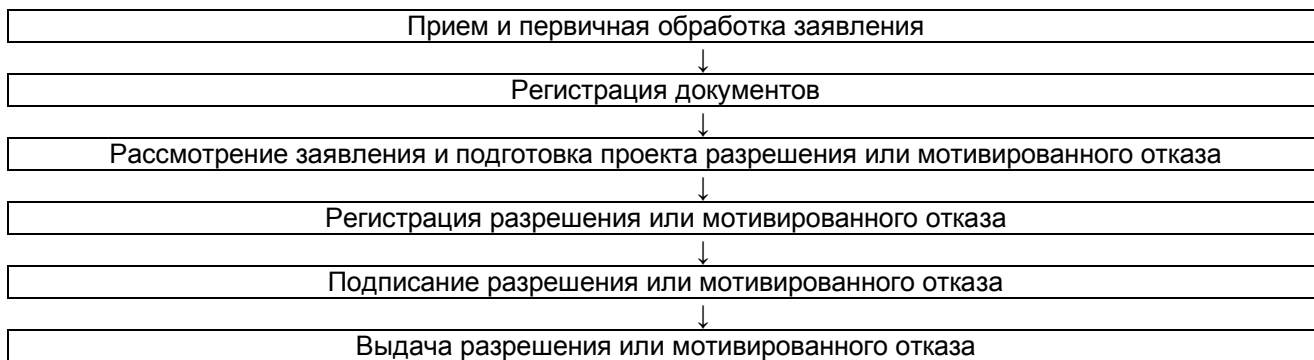 Прием и первичная обработка заявления
↓
Регистрация документов
↓
Рассмотрение заявления и подготовка проекта разрешения или мотивированного отказа
↓
Регистрация разрешения или мотивированного отказа
↓
Подписание разрешения или мотивированного отказа
↓
Выдача разрешения или мотивированного отказа